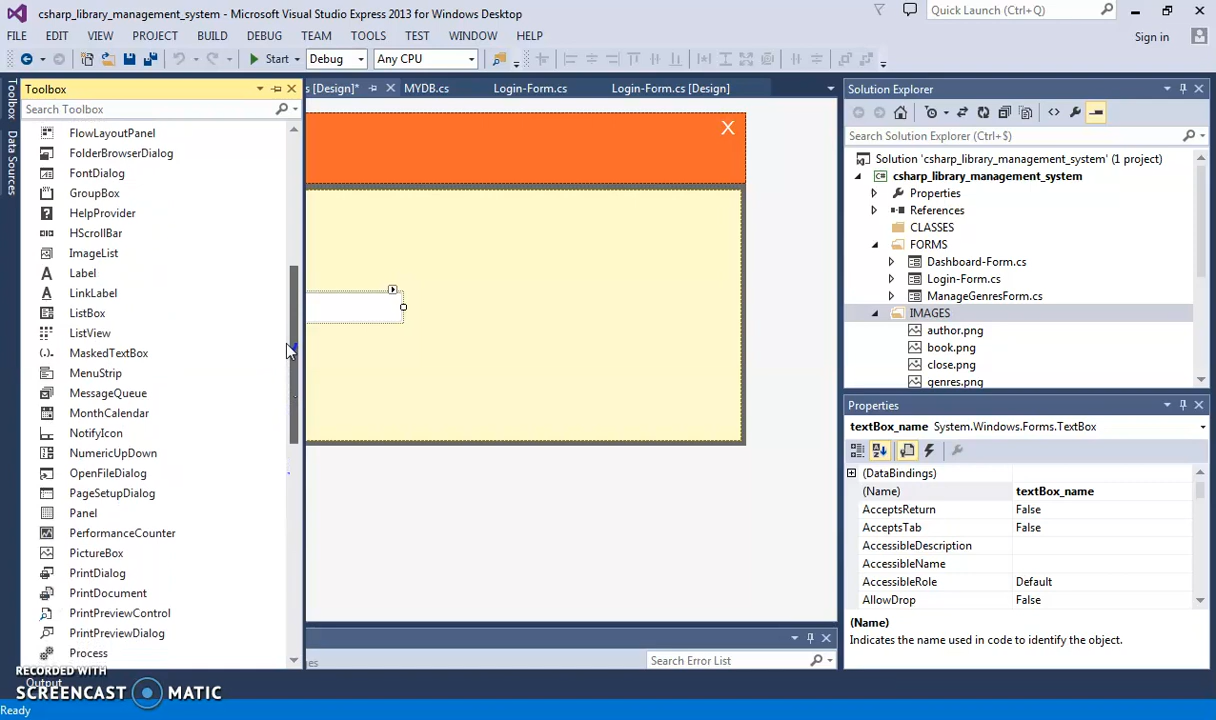 csharp_library_management_system - Microsoft Visual Studio Express 2013 for Windows Desktop
Quick Launch (Ctrl+Q)
FILE EDIT VIEW PROJECT BUILD DEBUG TEAM TOOLS TEST WINDOW HELP
Sign in
Start Debug Any CPU
Toolbox
Data Sources
Toolbox
Search Toolbox
FlowLayoutPanel
FolderBrowserDialog
FontDialog
GroupBox
HelpProvider
HScrollBar
ImageList
Label
LinkLabel
ListBox
ListView
MaskedTextBox
MenuStrip
MessageQueue
MonthCalendar
NotifyIcon
NumericUpDown
OpenFileDialog
PageSetupDialog
Panel
PerformanceCounter
PictureBox
PrintDialog
PrintDocument
PrintPreviewControl
PrintPreviewDialog
Process
s [Design]* MYDB.cs Login-Form.cs Login-Form.cs [Design]
X
Search Error List
Solution Explorer
Search Solution Explorer (Ctrl+$)
Solution 'csharp_library_management_system' (1 project)
csharp_library_management_system
Properties
References
CLASSES
FORMS
Dashboard-Form.cs
Login-Form.cs
ManageGenresForm.cs
IMAGES
author.png
book.png
close.png
genres.png
Properties
textBox_name System.Windows.Forms.TextBox
(DataBindings)
(Name) textBox_name
AcceptsReturn False
AcceptsTab False
AccessibleDescription
AccessibleName
AccessibleRole Default
AllowDrop False
(Name)
Indicates the name used in code to identify the object.
RECORDED WITH
SCREENCAST MATIC
Output
Ready